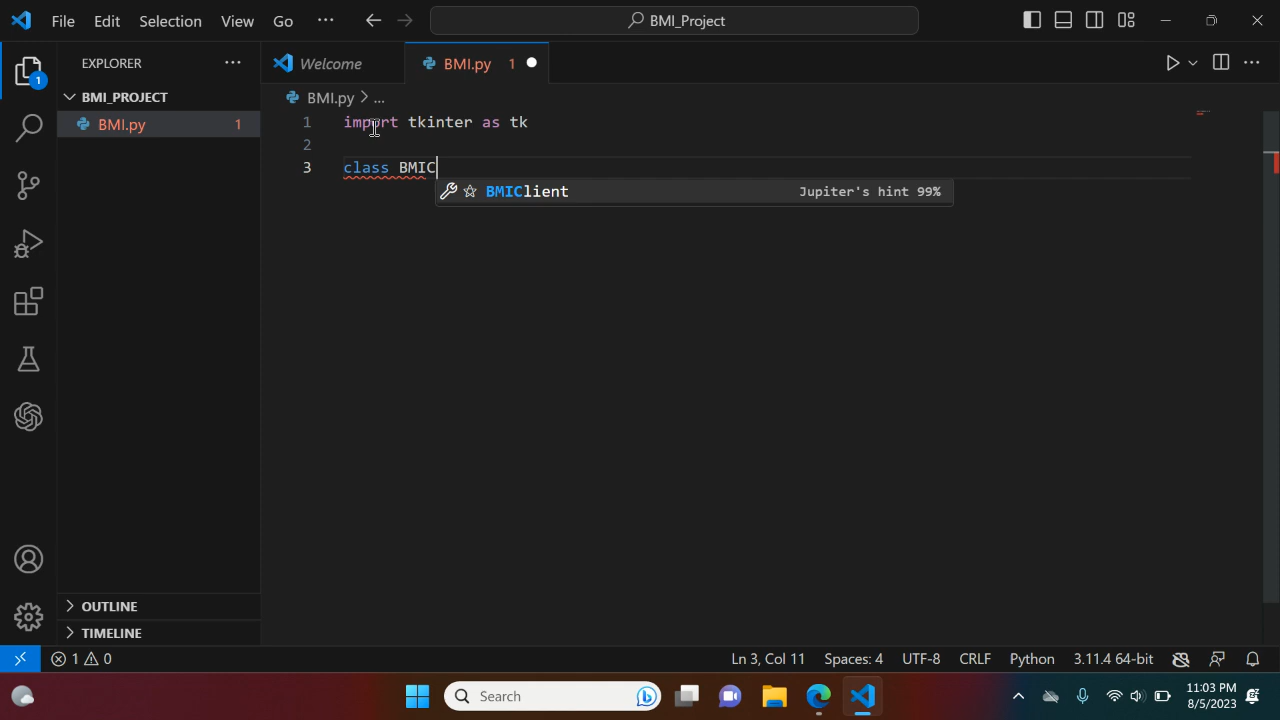 File Edit Selection View Go ··· BMI_Project
EXPLORER ···
Welcome
BMI.py 1
BMI_PROJECT
BMI.py 1
1
BMI.py > ...
1 import tkinter as tk
2
3 class BMIC
BMIClient Jupiter's hint 99%
OUTLINE
TIMELINE
1 0 Ln 3, Col 11 Spaces: 4 UTF-8 CRLF Python 3.11.4 64-bit
Search
11:03 PM
8/5/2023